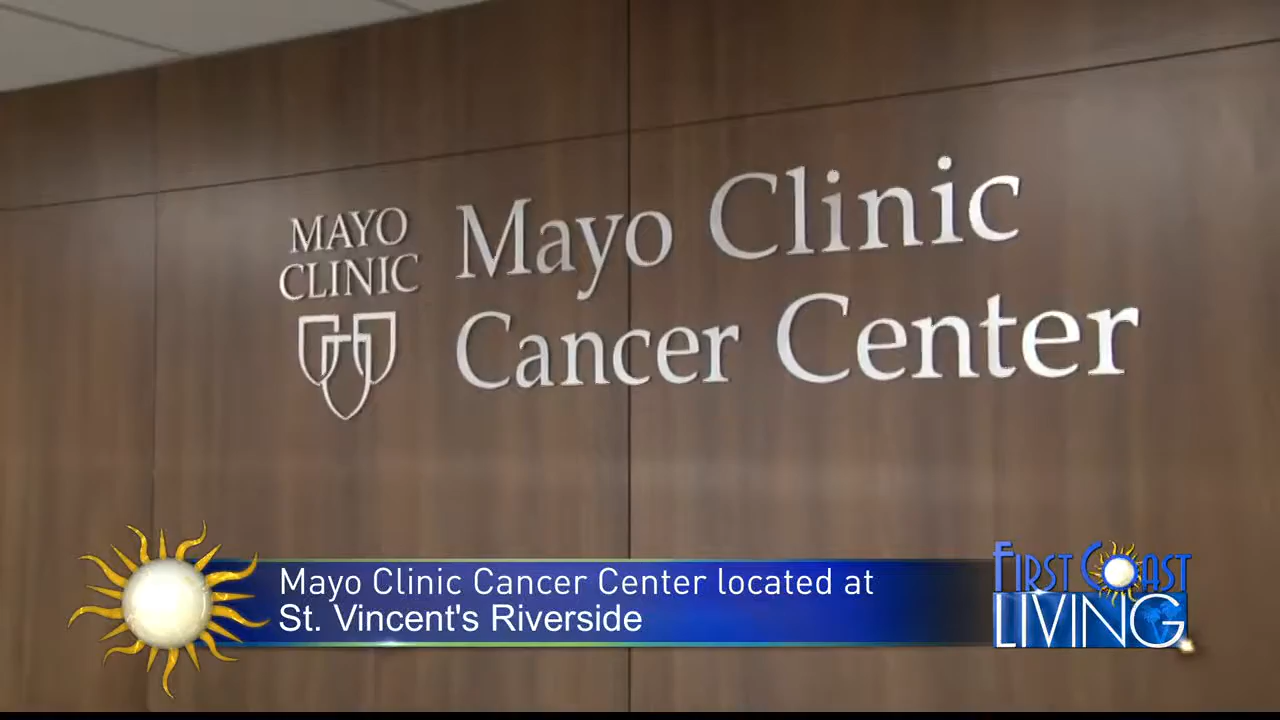 MAYO
CLINIC
Mayo Clinic
Cancer Center
Mayo Clinic Cancer Center located at
St. Vincent's Riverside
FIRST COAST
LIVING